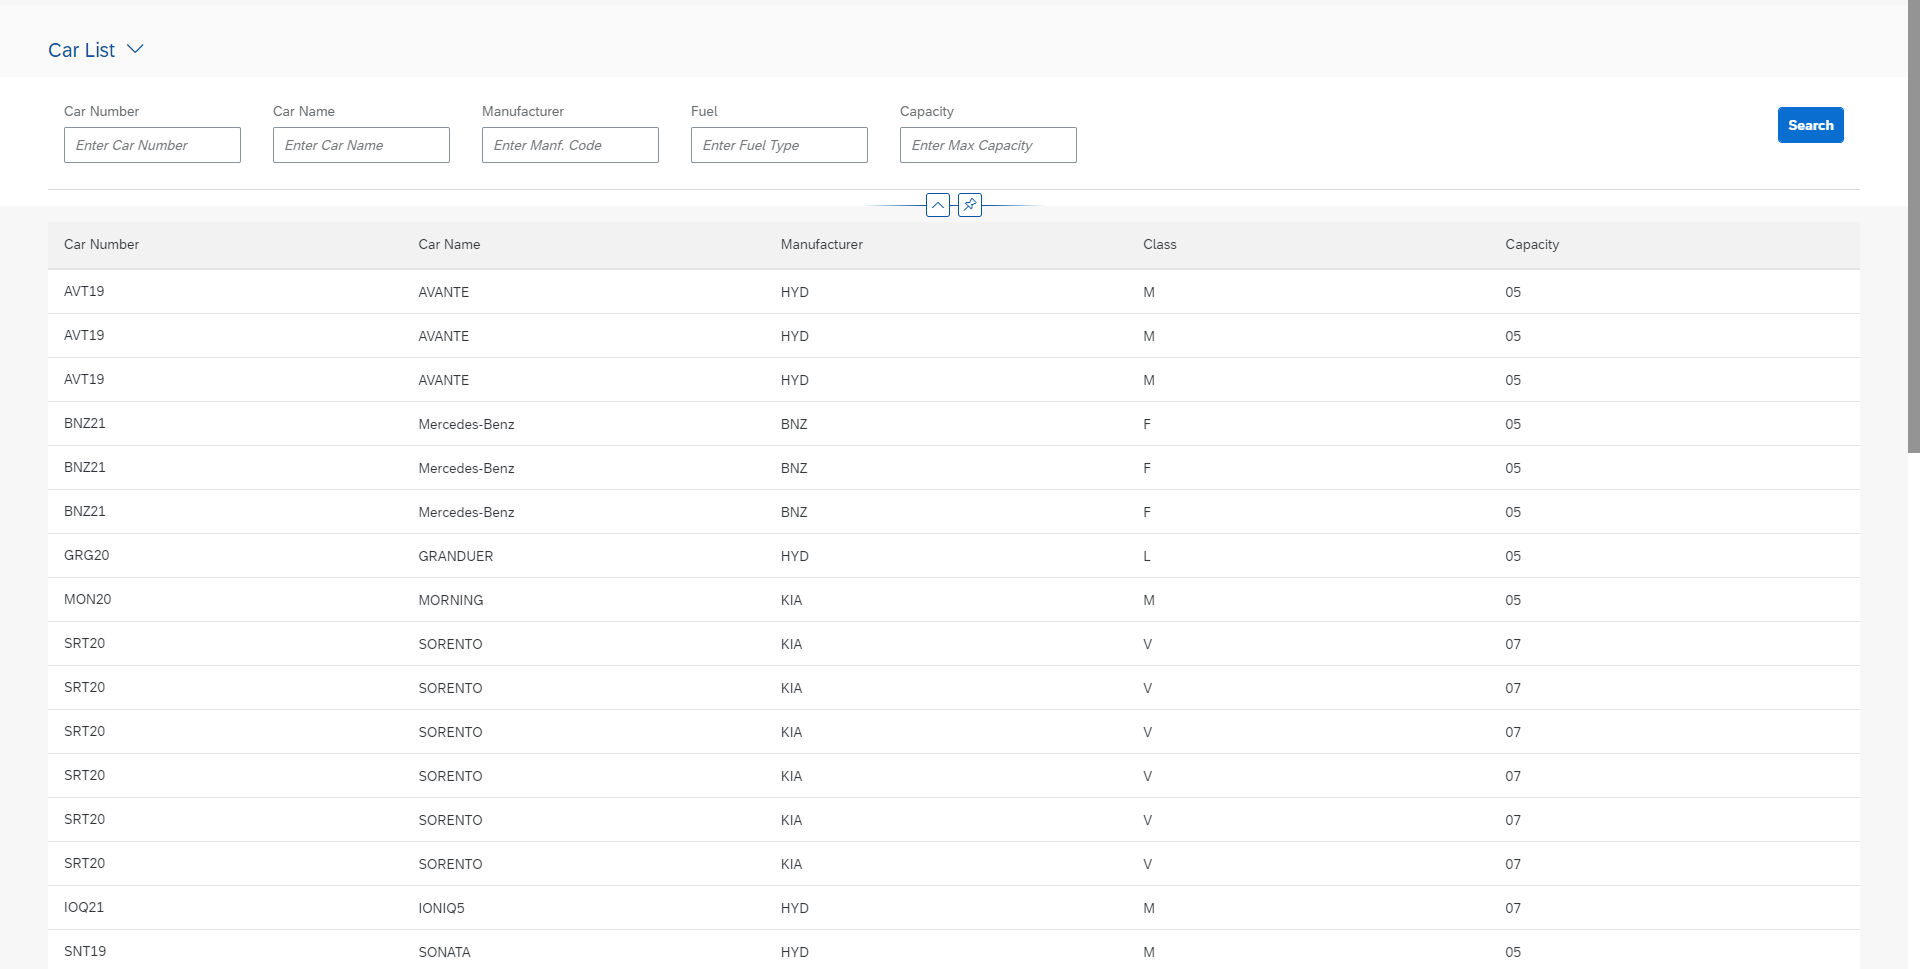 Car List
Car Number Car Name Manufacturer Fuel Capacity
Enter Car Number Enter Car Name Enter Manf. Code Enter Fuel Type Enter Max Capacity Search
Car Number Car Name Manufacturer Class Capacity
AVT19 AVANTE HYD M 05
AVT19 AVANTE HYD M 05
AVT19 AVANTE HYD M 05
BNZ21 Mercedes-Benz BNZ F 05
BNZ21 Mercedes-Benz BNZ F 05
BNZ21 Mercedes-Benz BNZ F 05
GRG20 GRANDUER HYD L 05
MON20 MORNING KIA M 05
SRT20 SORENTO KIA V 07
SRT20 SORENTO KIA V 07
SRT20 SORENTO KIA V 07
SRT20 SORENTO KIA V 07
SRT20 SORENTO KIA V 07
SRT20 SORENTO KIA V 07
IOQ21 IONIQ5 HYD M 07
SNT19 SONATA HYD M 05